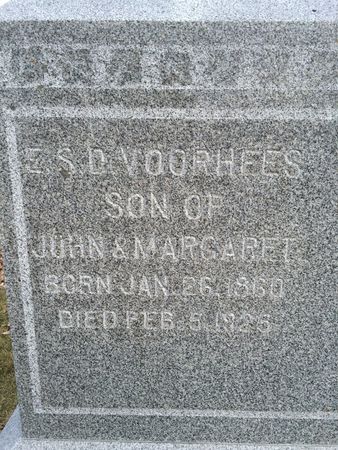 E. S. D. VOORHEES
SON OF
JOHN & MARGARET
BORN JAN. 26, 1860
DIED FEB. 5, 1925